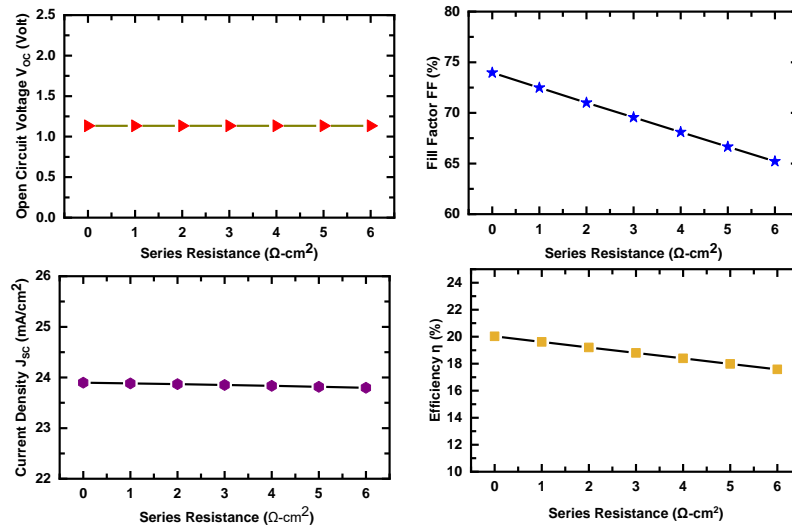 Open Circuit Voltage V_OC (Volt)
2.5
2.0
1.5
1.0
0.5
0.0
0 1 2 3 4 5 6
Series Resistance (Ω-cm²)
Fill Factor FF (%)
80
75
70
65
60
0 1 2 3 4 5 6
Series Resistance (Ω-cm²)
Current Density J_SC (mA/cm²)
26
25
24
23
22
0 1 2 3 4 5 6
Series Resistance (Ω-cm²)
Efficiency η (%)
24
22
20
18
16
14
12
10
0 1 2 3 4 5 6
Series Resistance (Ω-cm²)